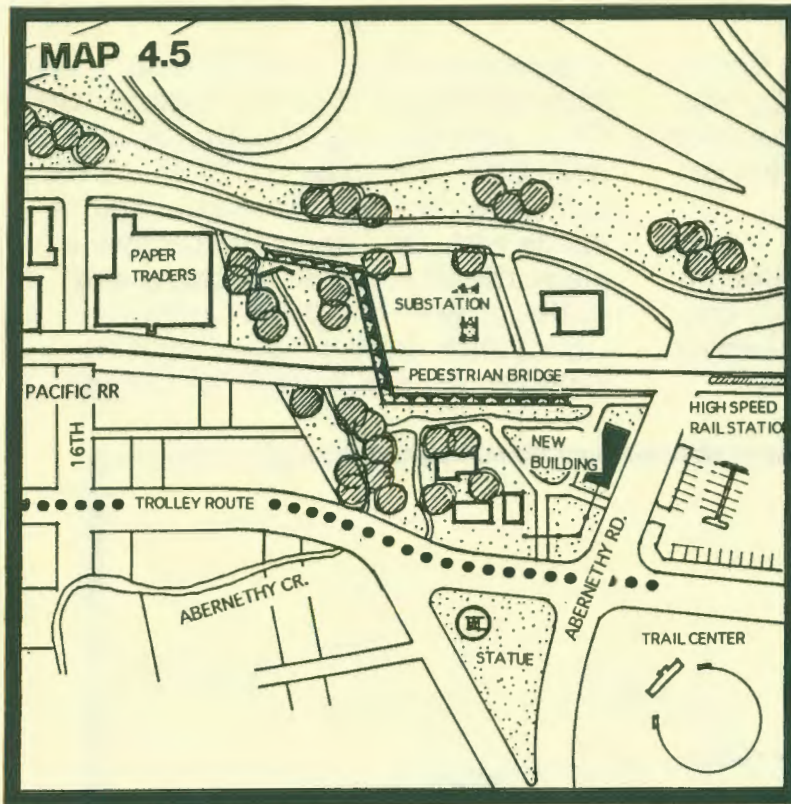 MAP 4.5
PAPER
TRADERS
SUBSTATION
PEDESTRIAN BRIDGE
PACIFIC RR
HIGH SPEED
RAIL STATIO
NEW
BUILDING
16TH
TROLLEY ROUTE
ABERNETHY CR.
ABERNETHY RD.
STATUE
TRAIL CENTER